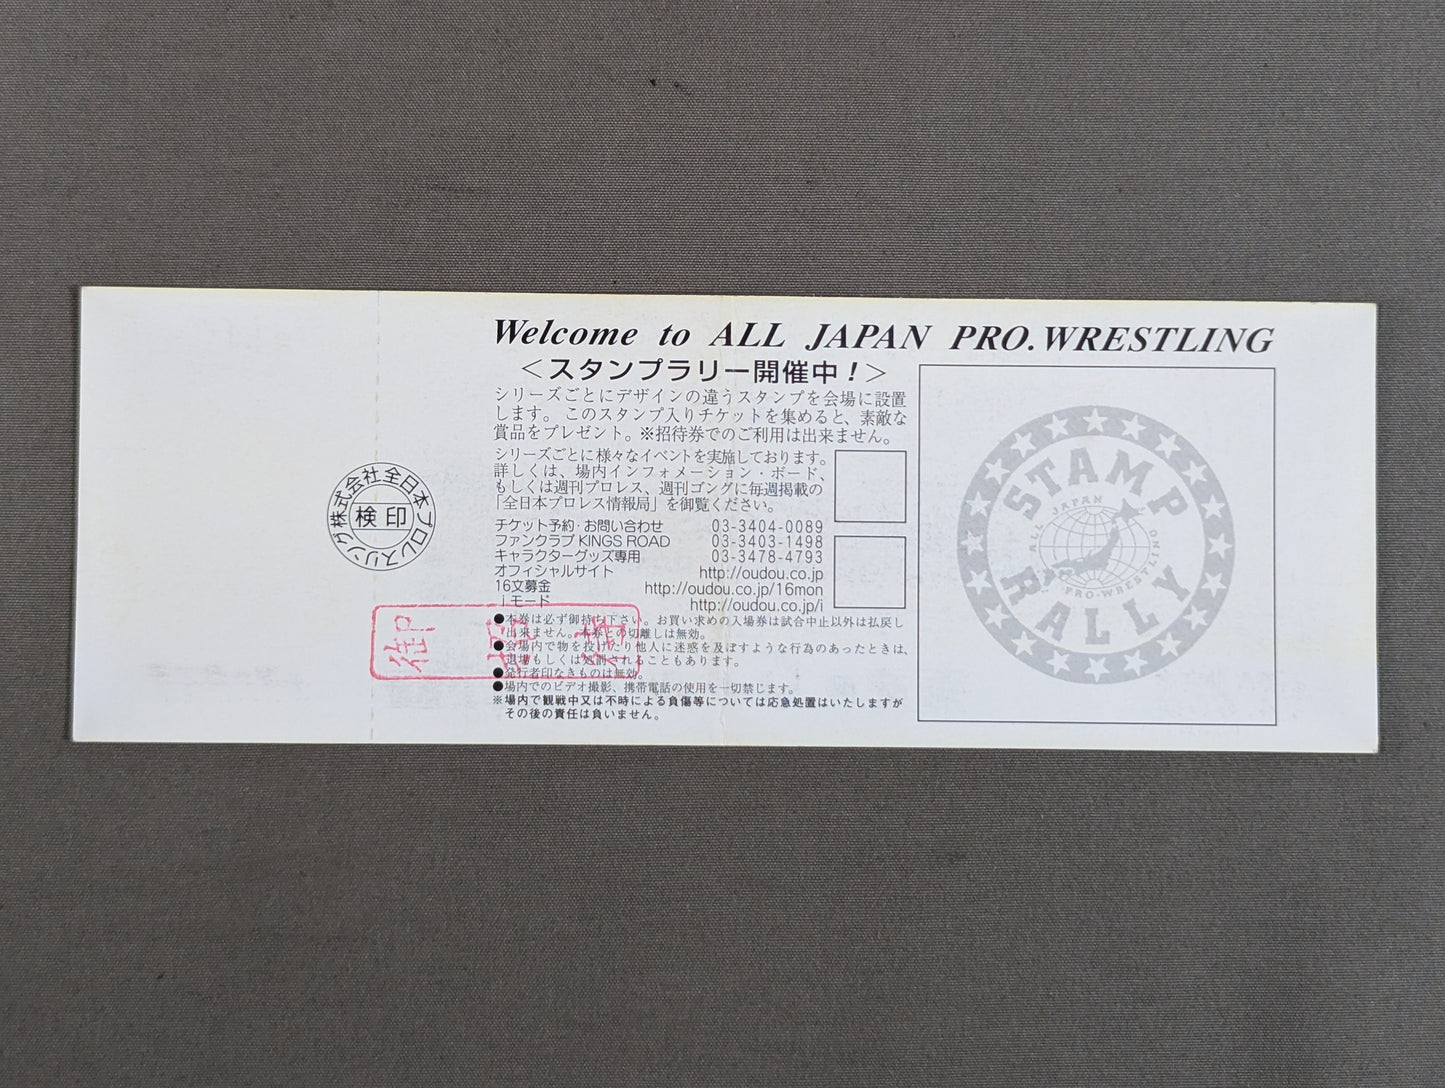 Welcome to ALL JAPAN PRO.WRESTLING
＜スタンプラリー開催中！＞
シリーズごとにデザインの違うスタンプを会場に設置
します。このスタンプ入りチケットを集めると、素敵な
賞品をプレゼント。※招待券でのご利用は出来ません。
シリーズごとに様々なイベントを実施しております。
詳しくは、場内インフォメーション・ボード、
もしくは週刊プロレス、週刊ゴングに毎週掲載の
「全日本プロレス情報局」を御覧ください。
チケット予約・お問い合わせ 03-3404-0089
ファンクラブ KINGS ROAD 03-3403-1498
キャラクターグッズ専用 03-3478-4793
オフィシャルサイト http://oudou.co.jp
16文募金 http://oudou.co.jp/16mon
iモード http://oudou.co.jp/i
●本券は必ず御持ち下さい。お買い求めの入場券は試合中止以外は払戻し
出来ません。本券との切離しは無効。
●会場内で物を投げたり他人に迷惑を及ぼすような行為のあったときは、
退場もしくは処罰されることもあります。
●発行者印なきものは無効。
●場内でのビデオ撮影、携帯電話の使用を一切禁じます。
※場内で観戦中又は不時による負傷等については応急処置はいたしますが
その後の責任は負いません。
株式会社全日本プロレスリング
検印
御招待
STAMP RALLY
ALL JAPAN PRO-WRESTLING